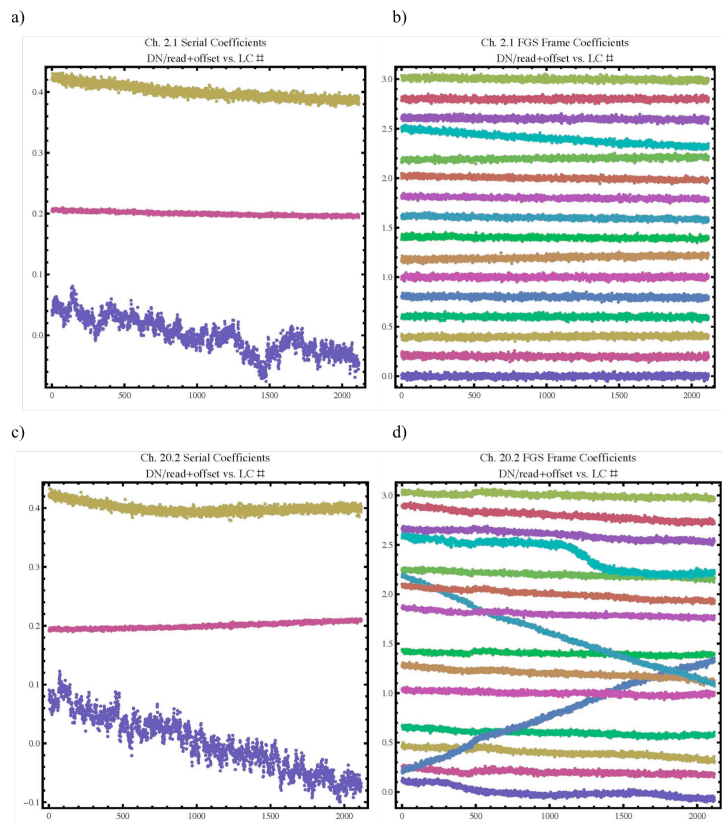 a)
b)
Ch. 2.1 Serial Coefficients
DN/read+offset vs. LC #
0.4
0.3
0.2
0.1
0.0
0 500 1000 1500 2000
Ch. 2.1 FGS Frame Coefficients
DN/read+offset vs. LC #
3.0
2.5
2.0
1.5
1.0
0.5
0.0
0 500 1000 1500 2000
c)
d)
Ch. 20.2 Serial Coefficients
DN/read+offset vs. LC #
0.4
0.3
0.2
0.1
0.0
−0.1
0 500 1000 1500 2000
Ch. 20.2 FGS Frame Coefficients
DN/read+offset vs. LC #
3.0
2.5
2.0
1.5
1.0
0.5
0.0
0 500 1000 1500 2000